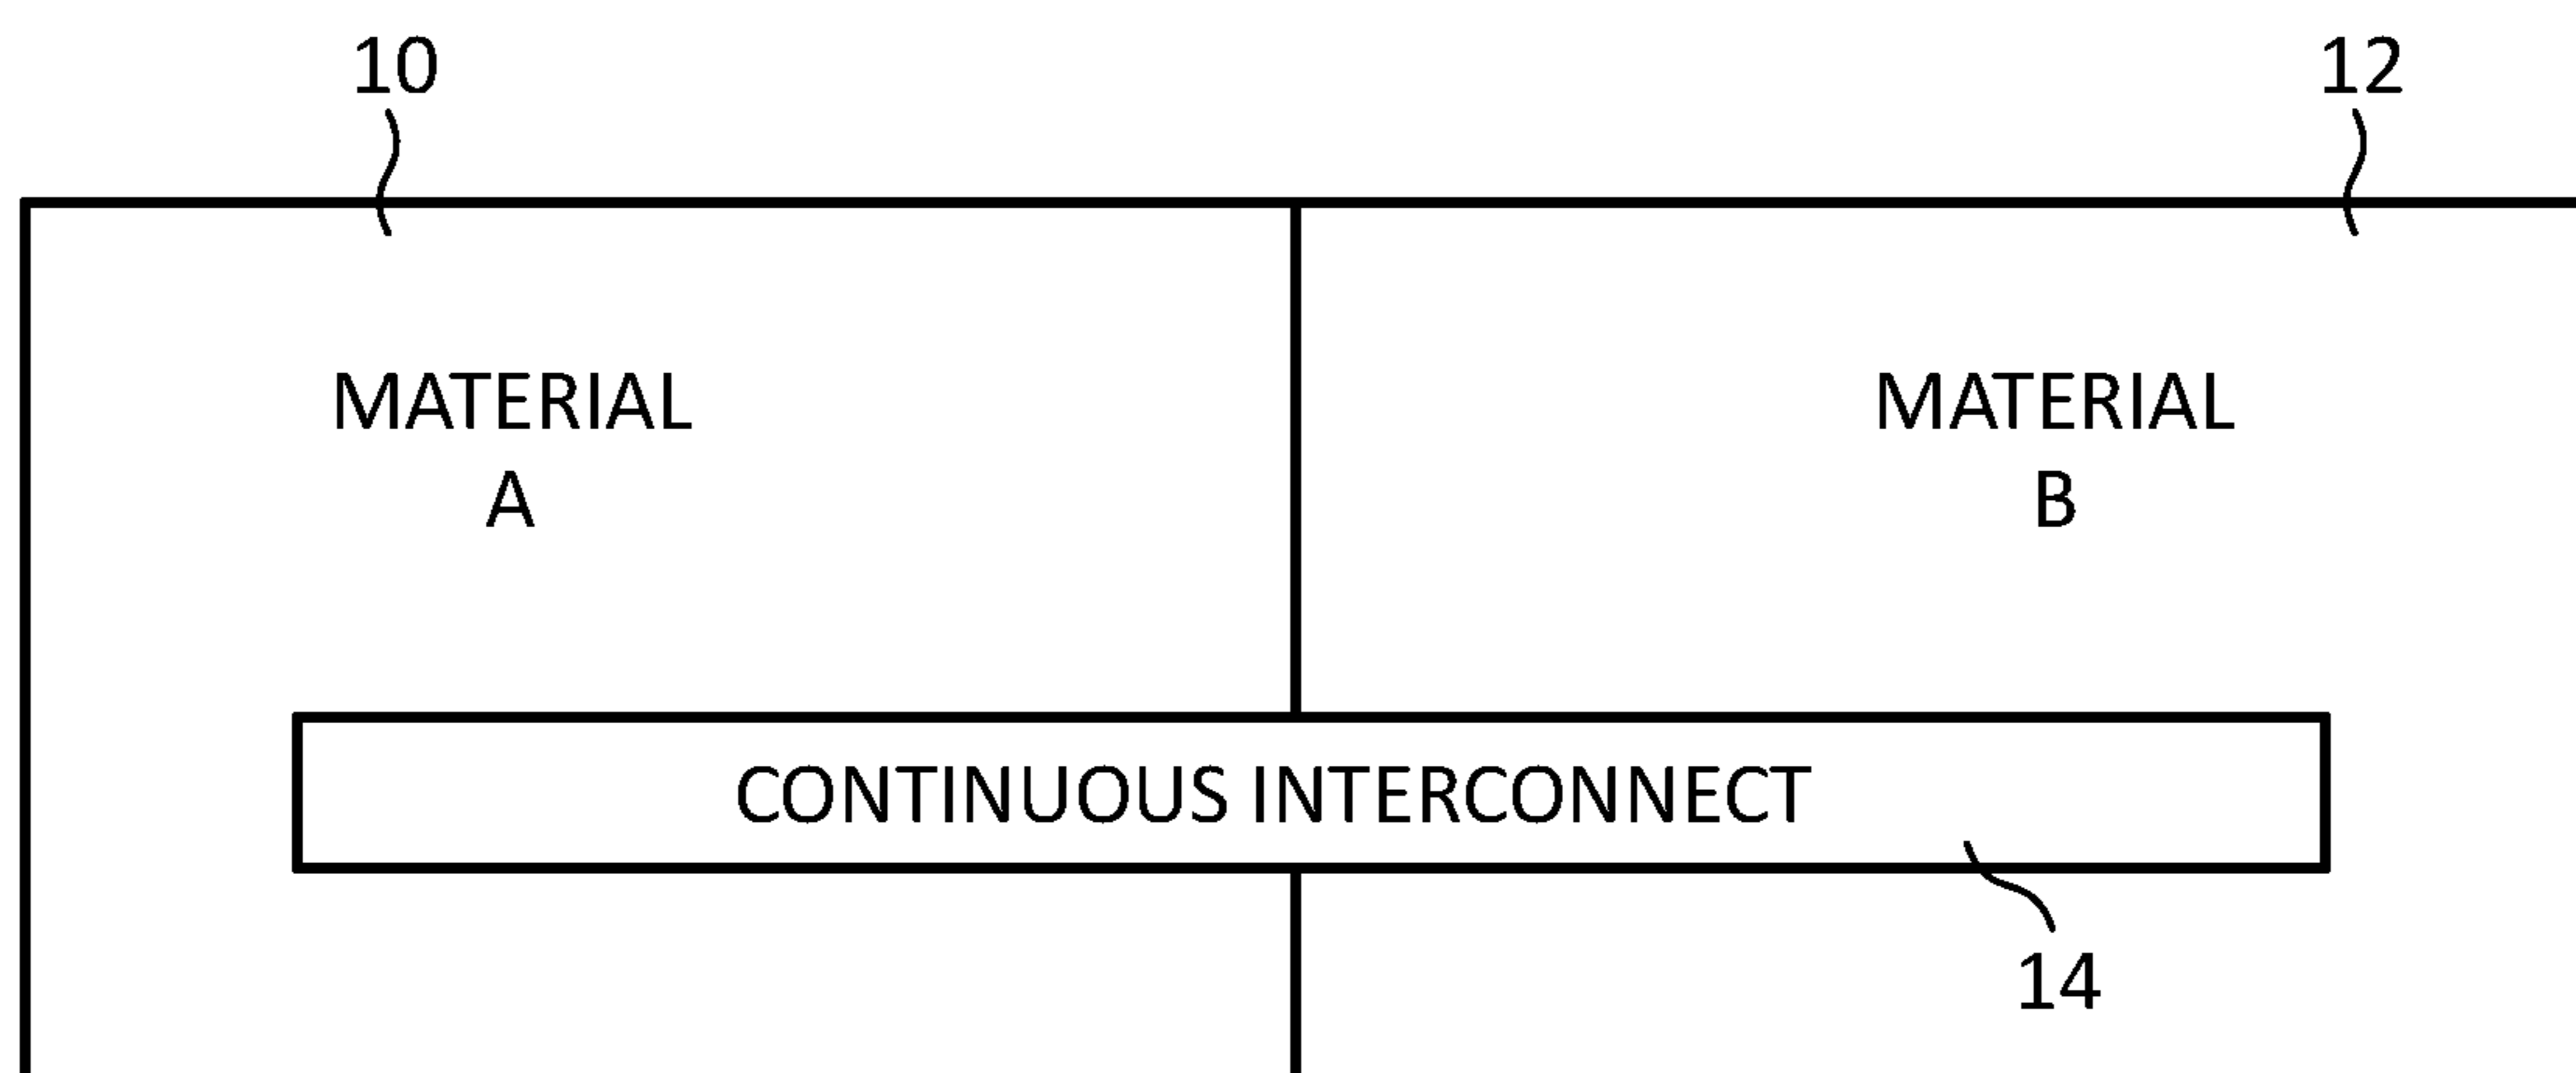 10
12
MATERIAL
A
MATERIAL
B
CONTINUOUS INTERCONNECT
14